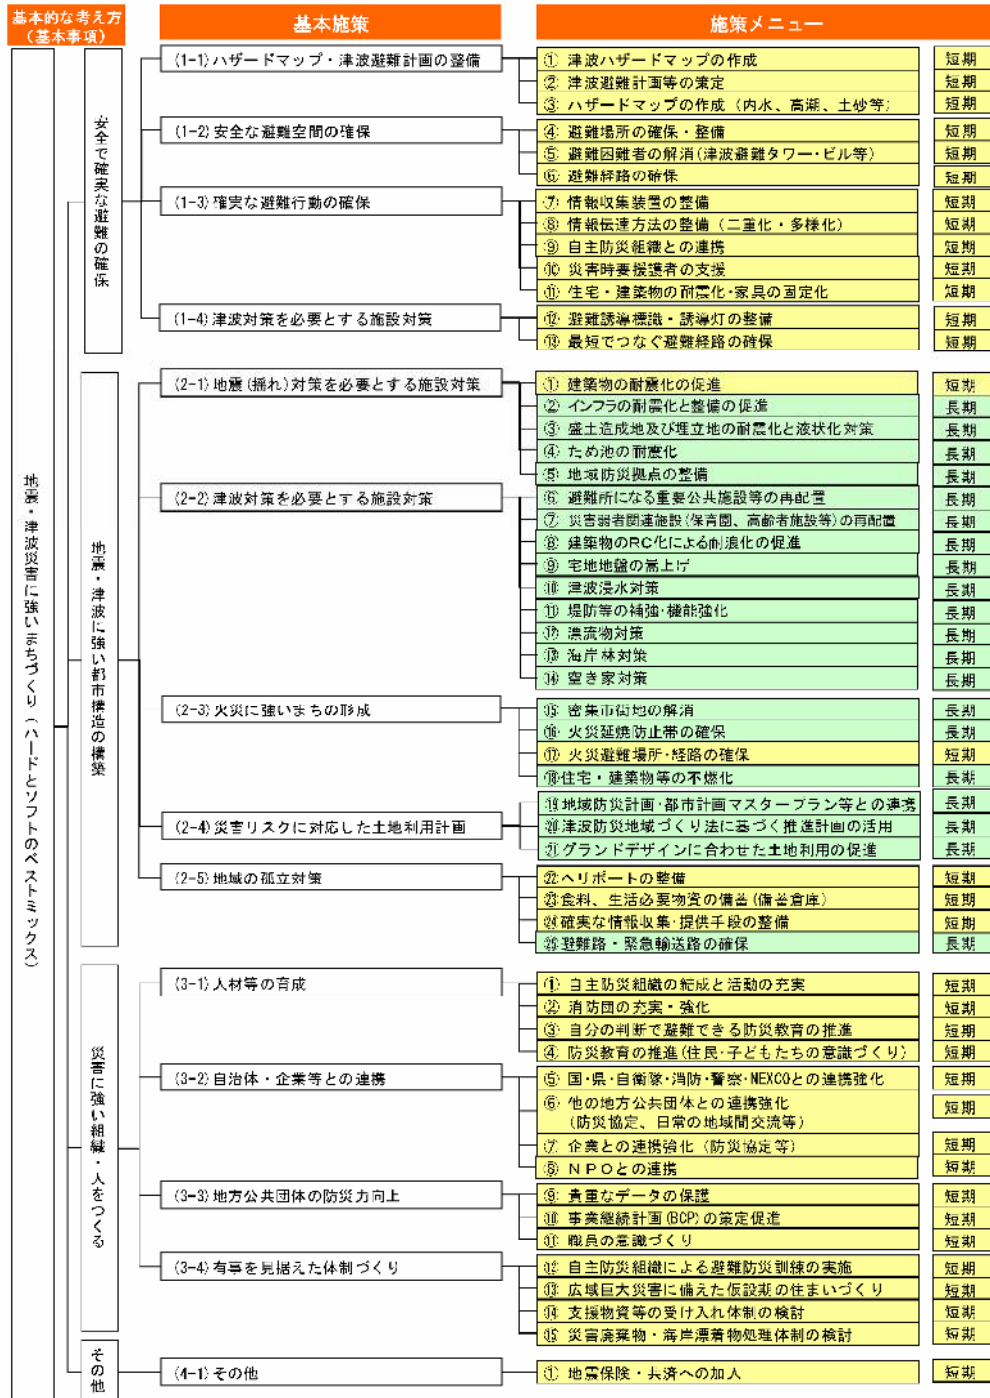 基本的な考え方
(基本事項)
基本施策
施策メニュー
地震・津波災害に強いまちづくり(ハードとソフトのベストミックス)
安全で確実な避難の確保
(1-1)ハザードマップ・津波避難計画の整備
① 津波ハザードマップの作成 短期
② 津波避難計画等の策定 短期
③ ハザードマップの作成(内水、高潮、土砂等) 短期
(1-2)安全な避難空間の確保
④ 避難場所の確保・整備 短期
⑤ 避難困難者の解消(津波避難タワー・ビル等) 短期
⑥ 避難経路の確保 短期
(1-3)確実な避難行動の確保
⑦ 情報収集装置の整備 短期
⑧ 情報伝達方法の整備(二重化・多様化) 短期
⑨ 自主防災組織との連携 短期
⑩ 災害時要援護者の支援 短期
⑪ 住宅・建築物の耐震化・家具の固定化 短期
(1-4)津波対策を必要とする施設対策
⑫ 避難誘導標識・誘導灯の整備 短期
⑬ 最短でつなぐ避難経路の確保 短期
地震・津波に強い都市構造の構築
(2-1)地震(揺れ)対策を必要とする施設対策
① 建築物の耐震化の促進 短期
② インフラの耐震化と整備の促進 長期
③ 盛土造成地及び埋立地の耐震化と液状化対策 長期
④ ため池の耐震化 長期
⑤ 地域防災拠点の整備 長期
(2-2)津波対策を必要とする施設対策
⑥ 避難所になる重要公共施設等の再配置 長期
⑦ 災害弱者関連施設(保育園、高齢者施設等)の再配置 長期
⑧ 建築物のRC化による耐浪化の促進 長期
⑨ 宅地地盤の嵩上げ 長期
⑩ 津波浸水対策 長期
⑪ 堤防等の補強・機能強化 長期
⑫ 漂流物対策 長期
⑬ 海岸林対策 長期
⑭ 空き家対策 長期
(2-3)火災に強いまちの形成
⑮ 密集市街地の解消 長期
⑯ 火災延焼防止帯の確保 長期
⑰ 火災避難場所・経路の確保 短期
⑱住宅・建築物等の不燃化 長期
(2-4)災害リスクに対応した土地利用計画
⑲地域防災計画・都市計画マスタープラン等との連携 長期
⑳津波防災地域づくり法に基づく推進計画の活用 長期
㉑グランドデザインに合わせた土地利用の促進 長期
(2-5)地域の孤立対策
㉒ヘリポートの整備 短期
㉓食料、生活必要物資の備蓄(備蓄倉庫) 短期
㉔確実な情報収集・提供手段の整備 短期
㉕避難路・緊急輸送路の確保 長期
災害に強い組織・人をつくる
(3-1)人材等の育成
① 自主防災組織の結成と活動の充実 短期
② 消防団の充実・強化 短期
③ 自分の判断で避難できる防災教育の推進 短期
④ 防災教育の推進(住民・子どもたちの意識づくり) 短期
(3-2)自治体・企業等との連携
⑤ 国・県・自衛隊・消防・警察・NEXCOとの連携強化 短期
⑥ 他の地方公共団体との連携強化 短期
(防災協定、日常の地域間交流等)
⑦ 企業との連携強化(防災協定等) 短期
⑧ NPOとの連携 短期
(3-3)地方公共団体の防災力向上
⑨ 貴重なデータの保護 短期
⑩ 事業継続計画(BCP)の策定促進 短期
⑪ 職員の意識づくり 短期
(3-4)有事を見据えた体制づくり
⑫ 自主防災組織による避難防災訓練の実施 短期
⑬ 広域巨大災害に備えた仮設期の住まいづくり 短期
⑭ 支援物資等の受け入れ体制の検討 短期
⑮ 災害廃棄物・海岸漂着物処理体制の検討 短期
その他
(4-1)その他
① 地震保険・共済への加入 短期